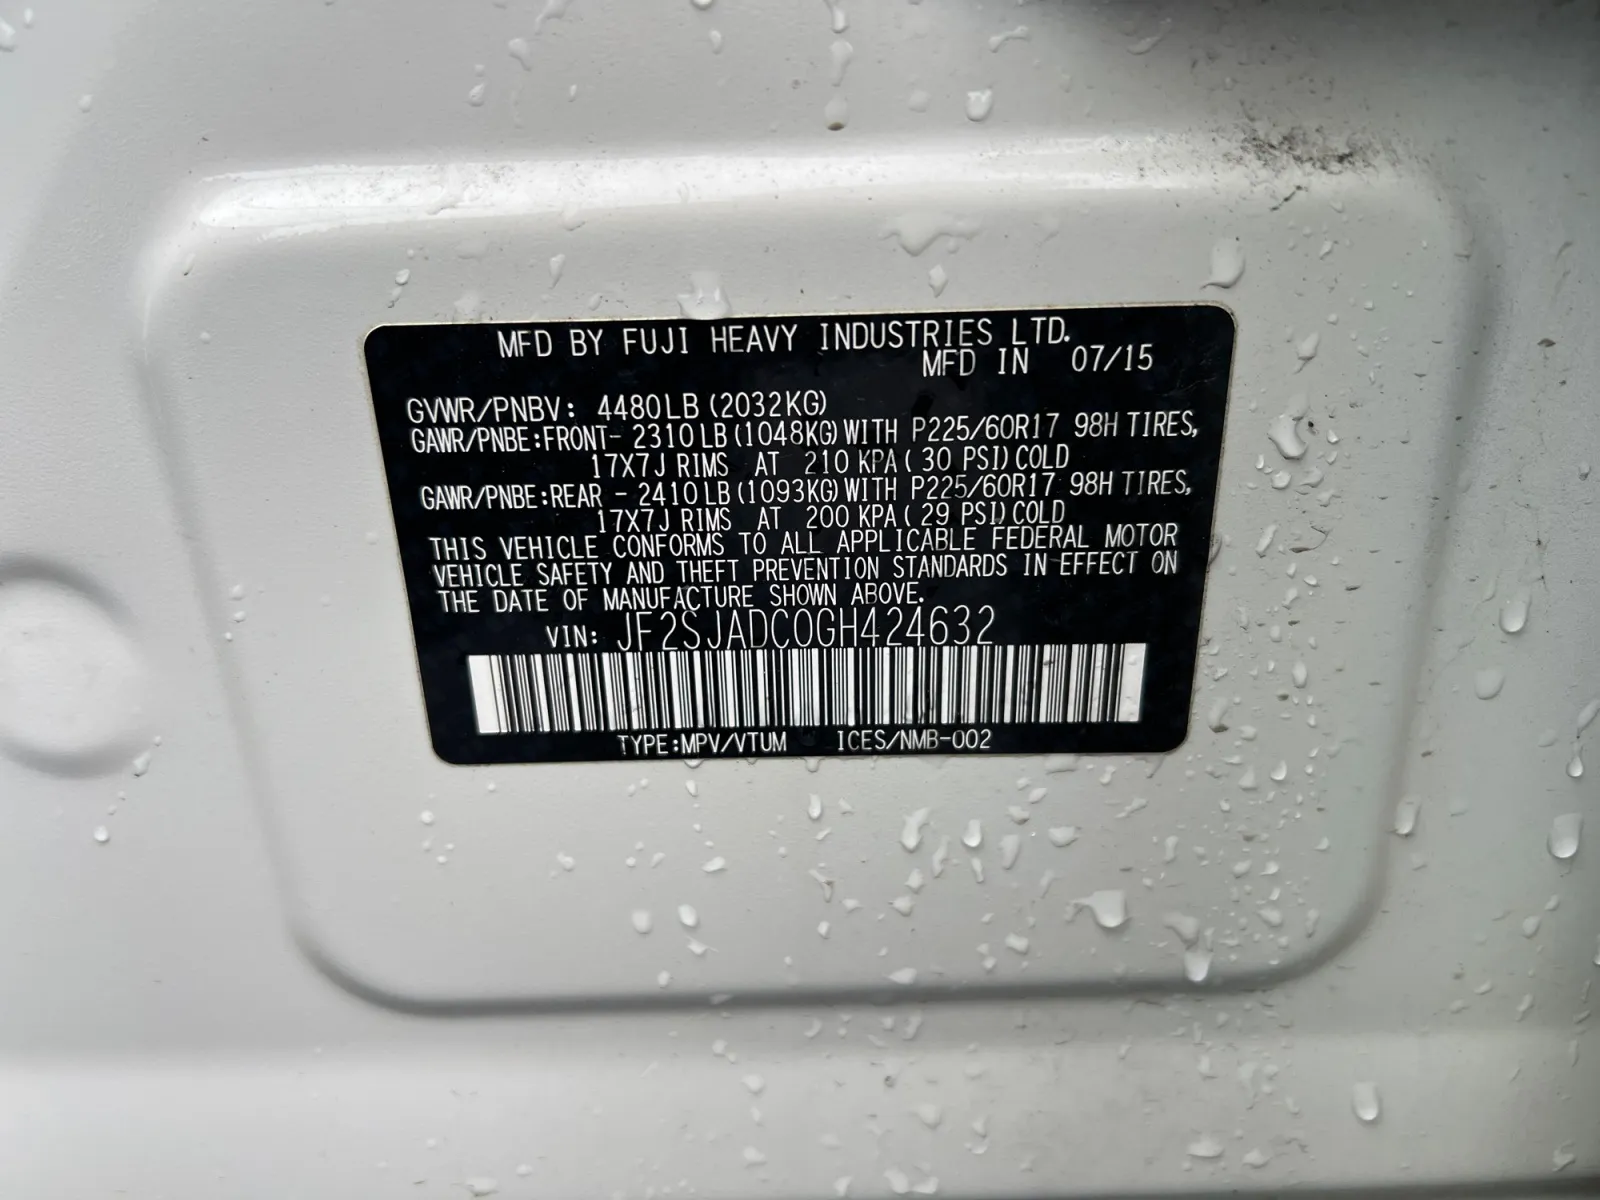 MFD BY FUJI HEAVY INDUSTRIES LTD.
MFD IN 07/15
GVWR/PNBV: 4480LB(2032KG)
GAWR/PNBE:FRONT- 2310LB(1048KG)WITH P225/60R17 98H TIRES,
17X7J RIMS AT 210 KPA( 30 PSI)COLD
GAWR/PNBE:REAR - 2410LB(1093KG)WITH P225/60R17 98H TIRES,
17X7J RIMS AT 200 KPA( 29 PSI)COLD
THIS VEHICLE CONFORMS TO ALL APPLICABLE FEDERAL MOTOR
VEHICLE SAFETY AND THEFT PREVENTION STANDARDS IN EFFECT ON
THE DATE OF MANUFACTURE SHOWN ABOVE.
VIN: JF2SJADC0GH424632
TYPE:MPV/VTUM ICES/NMB-002